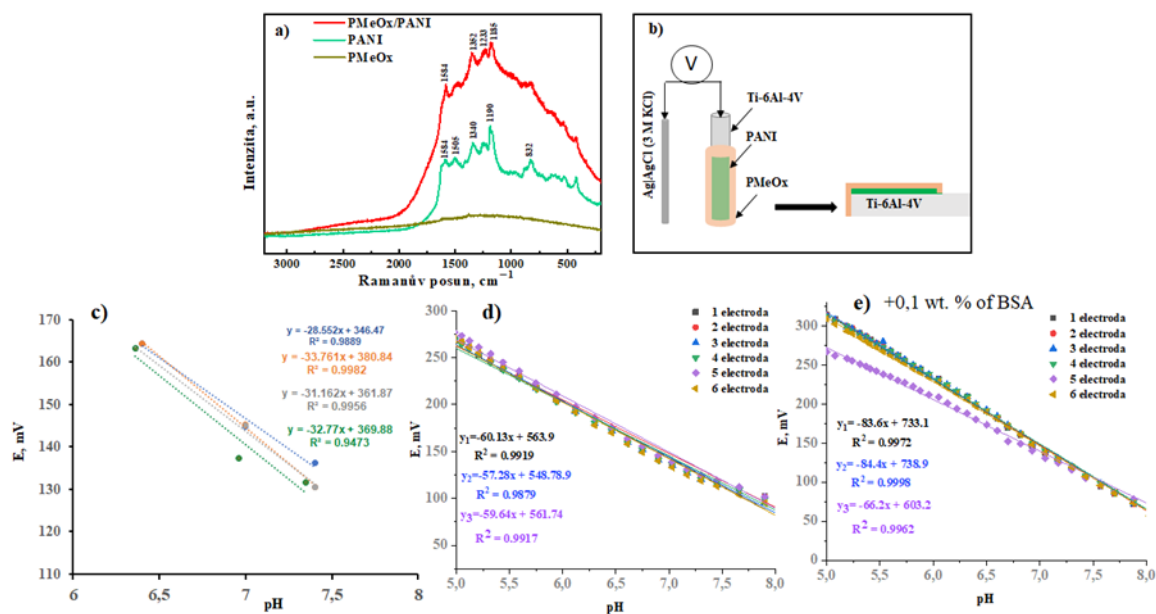 a)
PMeOx/PANI
PANI
PMeOx
1584
1362
1233
1185
1584
1505
1340
1190
832
Intenzita, a.u.
3000 2500 2000 1500 1000 500
Ramanův posun, cm⁻¹
b)
V
Ag|AgCl (3 M KCl)
Ti-6Al-4V
PANI
PMeOx
Ti-6Al-4V
c)
y = -28.552x + 346.47
R² = 0.9889
y = -33.761x + 380.84
R² = 0.9982
y = -31.162x + 361.87
R² = 0.9956
y = -32.77x + 369.88
R² = 0.9473
E, mV
170
160
150
140
130
120
110
6 6,5 7 7,5 8
pH
d)
1 electroda
2 electroda
3 electroda
4 electroda
5 electroda
6 electroda
y₁=-60.13x + 563.9
R² = 0.9919
y₂=-57.28x + 548.78.9
R² = 0.9879
y₃=-59.64x + 561.74
R² = 0.9917
E, mV
300
250
200
150
100
50
5,0 5,5 6,0 6,5 7,0 7,5 8,0
pH
e) +0,1 wt. % of BSA
1 electroda
2 electroda
3 electroda
4 electroda
5 electroda
6 electroda
y₁=-83.6x + 733.1
R² = 0.9972
y₂=-84.4x + 738.9
R² = 0.9998
y₃=-66.2x + 603.2
R² = 0.9962
E, mV
300
250
200
150
100
50
0
5,0 5,5 6,0 6,5 7,0 7,5 8,0
pH